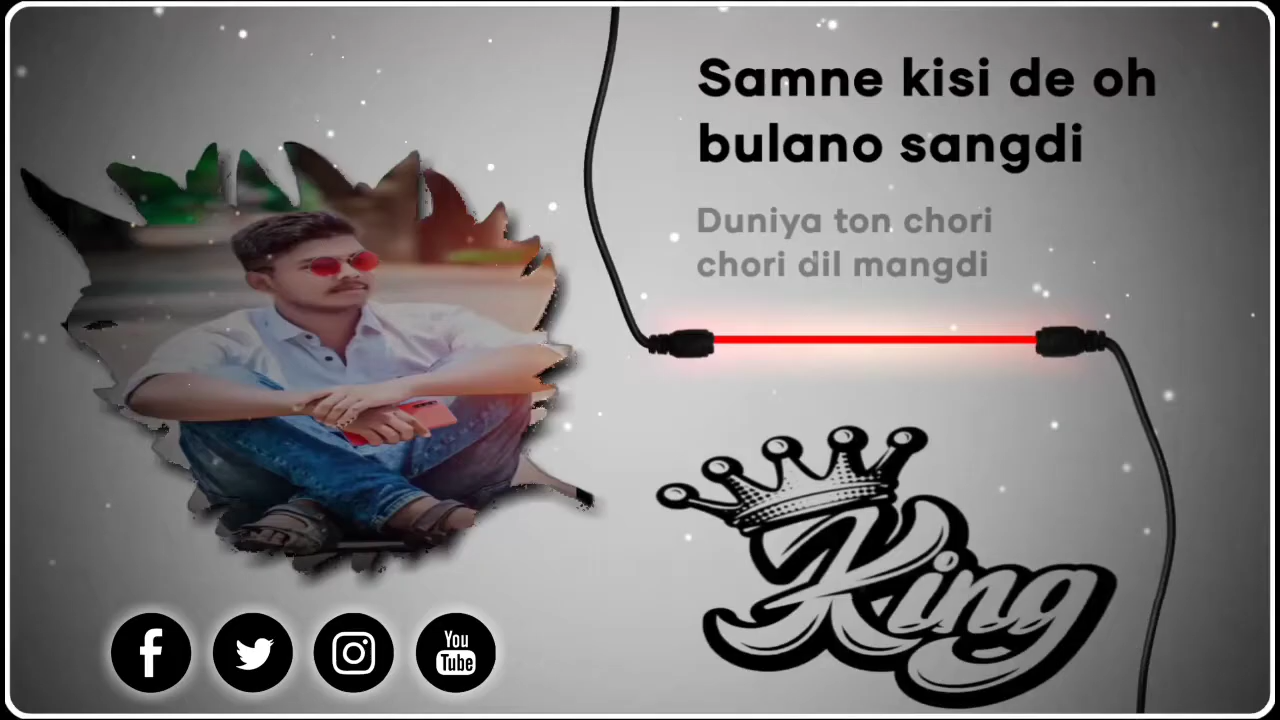 Samne kisi de oh
bulano sangdi
Duniya ton chori
chori dil mangdi
King
You
Tube